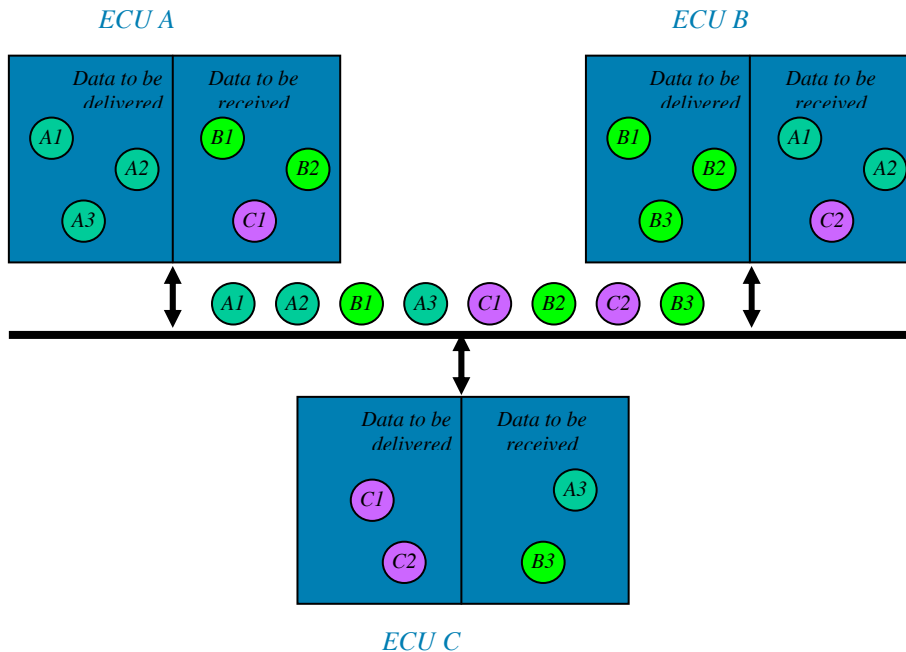 ECU A
ECU B
Data to be
delivered
Data to be
received
Data to be
delivered
Data to be
received
A1
B1
A2
B2
A3
C1
B1
A1
B2
A2
B3
C2
A1
A2
B1
A3
C1
B2
C2
B3
Data to be
delivered
Data to be
received
C1
A3
C2
B3
ECU C